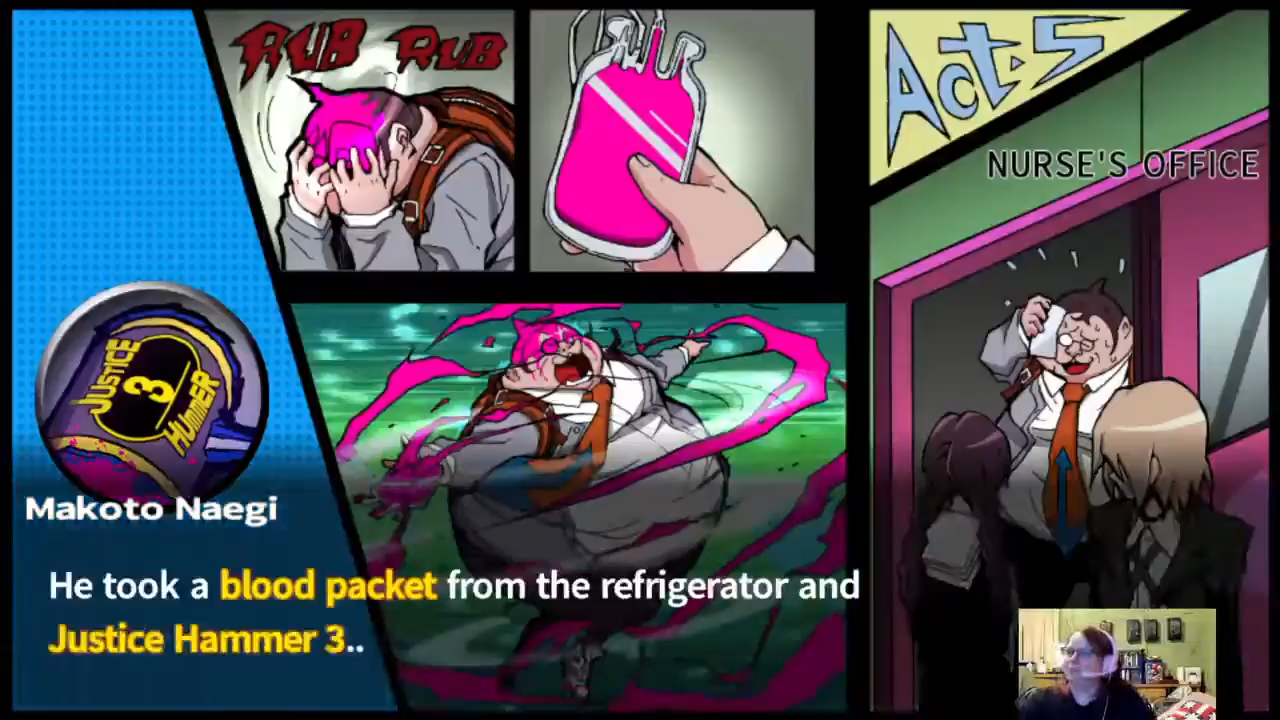 RUB RUB
Act.5
NURSE'S OFFICE
JUSTICE
3
HUMMER
Makoto Naegi
He took a blood packet from the refrigerator and
Justice Hammer 3..